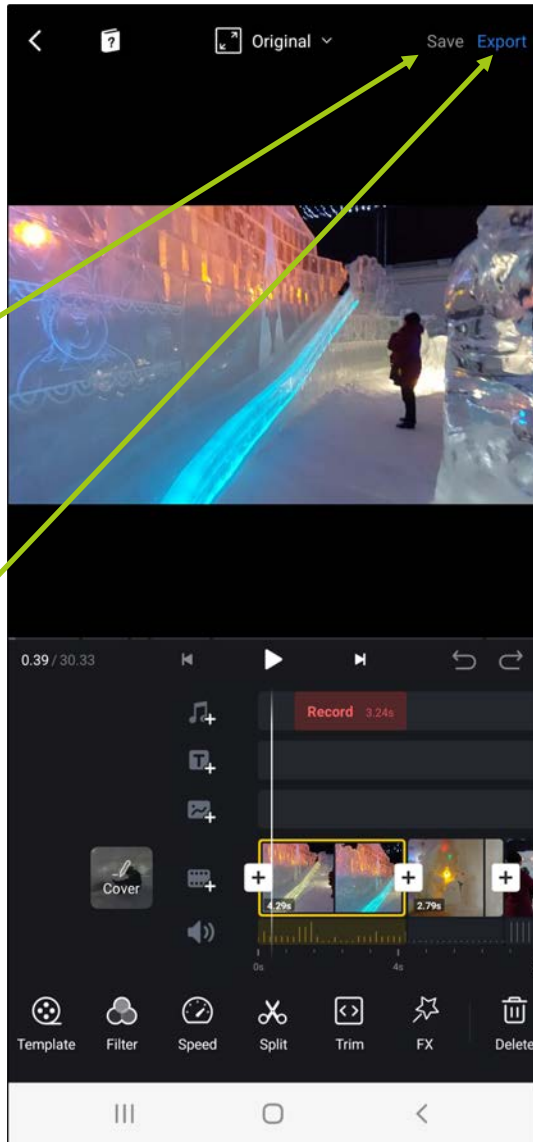 ? Original Save Export
0.39 / 30.33
Record 3.24s
T
Cover
4.29s 2.79s
0s 4s
Template Filter Speed Split Trim FX Delete